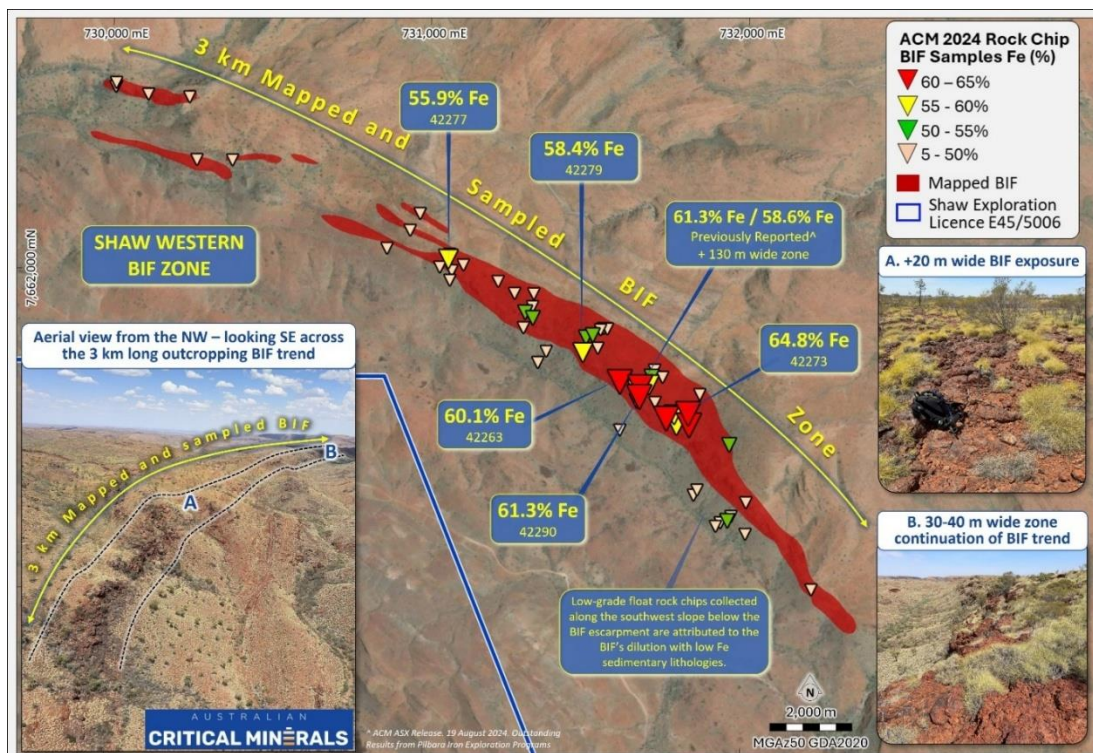 730,000 mE
731,000 mE
732,000 mE
7,662,000 mN
3 km Mapped and Sampled BIF Zone
ACM 2024 Rock Chip
BIF Samples Fe (%)
60 – 65%
55 – 60%
50 – 55%
5 - 50%
Mapped BIF
Shaw Exploration
Licence E45/5006
55.9% Fe
42277
58.4% Fe
42279
61.3% Fe / 58.6% Fe
Previously Reported^
+ 130 m wide zone
64.8% Fe
42273
60.1% Fe
42263
61.3% Fe
42290
SHAW WESTERN
BIF ZONE
Low-grade float rock chips collected
along the southwest slope below the
BIF escarpment are attributed to the
BIF's dilution with low Fe
sedimentary lithologies.
Aerial view from the NW – looking SE across
the 3 km long outcropping BIF trend
3 km Mapped and sampled BIF
A
B
A. +20 m wide BIF exposure
B. 30-40 m wide zone
continuation of BIF trend
AUSTRALIAN
CRITICAL MINERALS
^ ACM ASX Release. 19 August 2024. Outstanding
Results from Pilbara Iron Exploration Programs
N
2,000 m
MGAz50 GDA2020